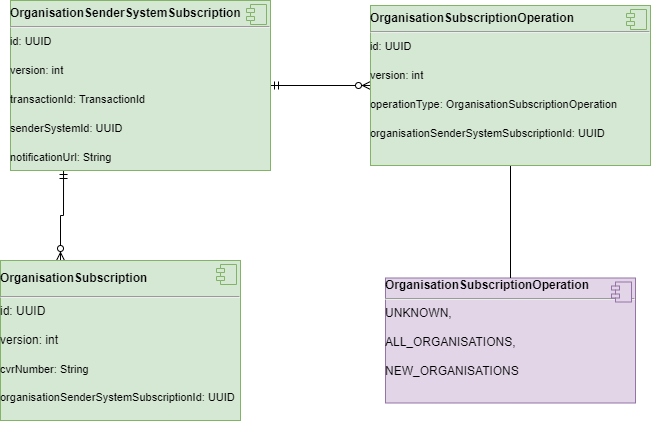 OrganisationSenderSystemSubscription
id: UUID
version: int
transactionId: TransactionId
senderSystemId: UUID
notificationUrl: String
OrganisationSubscriptionOperation
id: UUID
version: int
operationType: OrganisationSubscriptionOperation
organisationSenderSystemSubscriptionId: UUID
OrganisationSubscription
id: UUID
version: int
cvrNumber: String
organisationSenderSystemSubscriptionId: UUID
OrganisationSubscriptionOperation
UNKNOWN,
ALL_ORGANISATIONS,
NEW_ORGANISATIONS